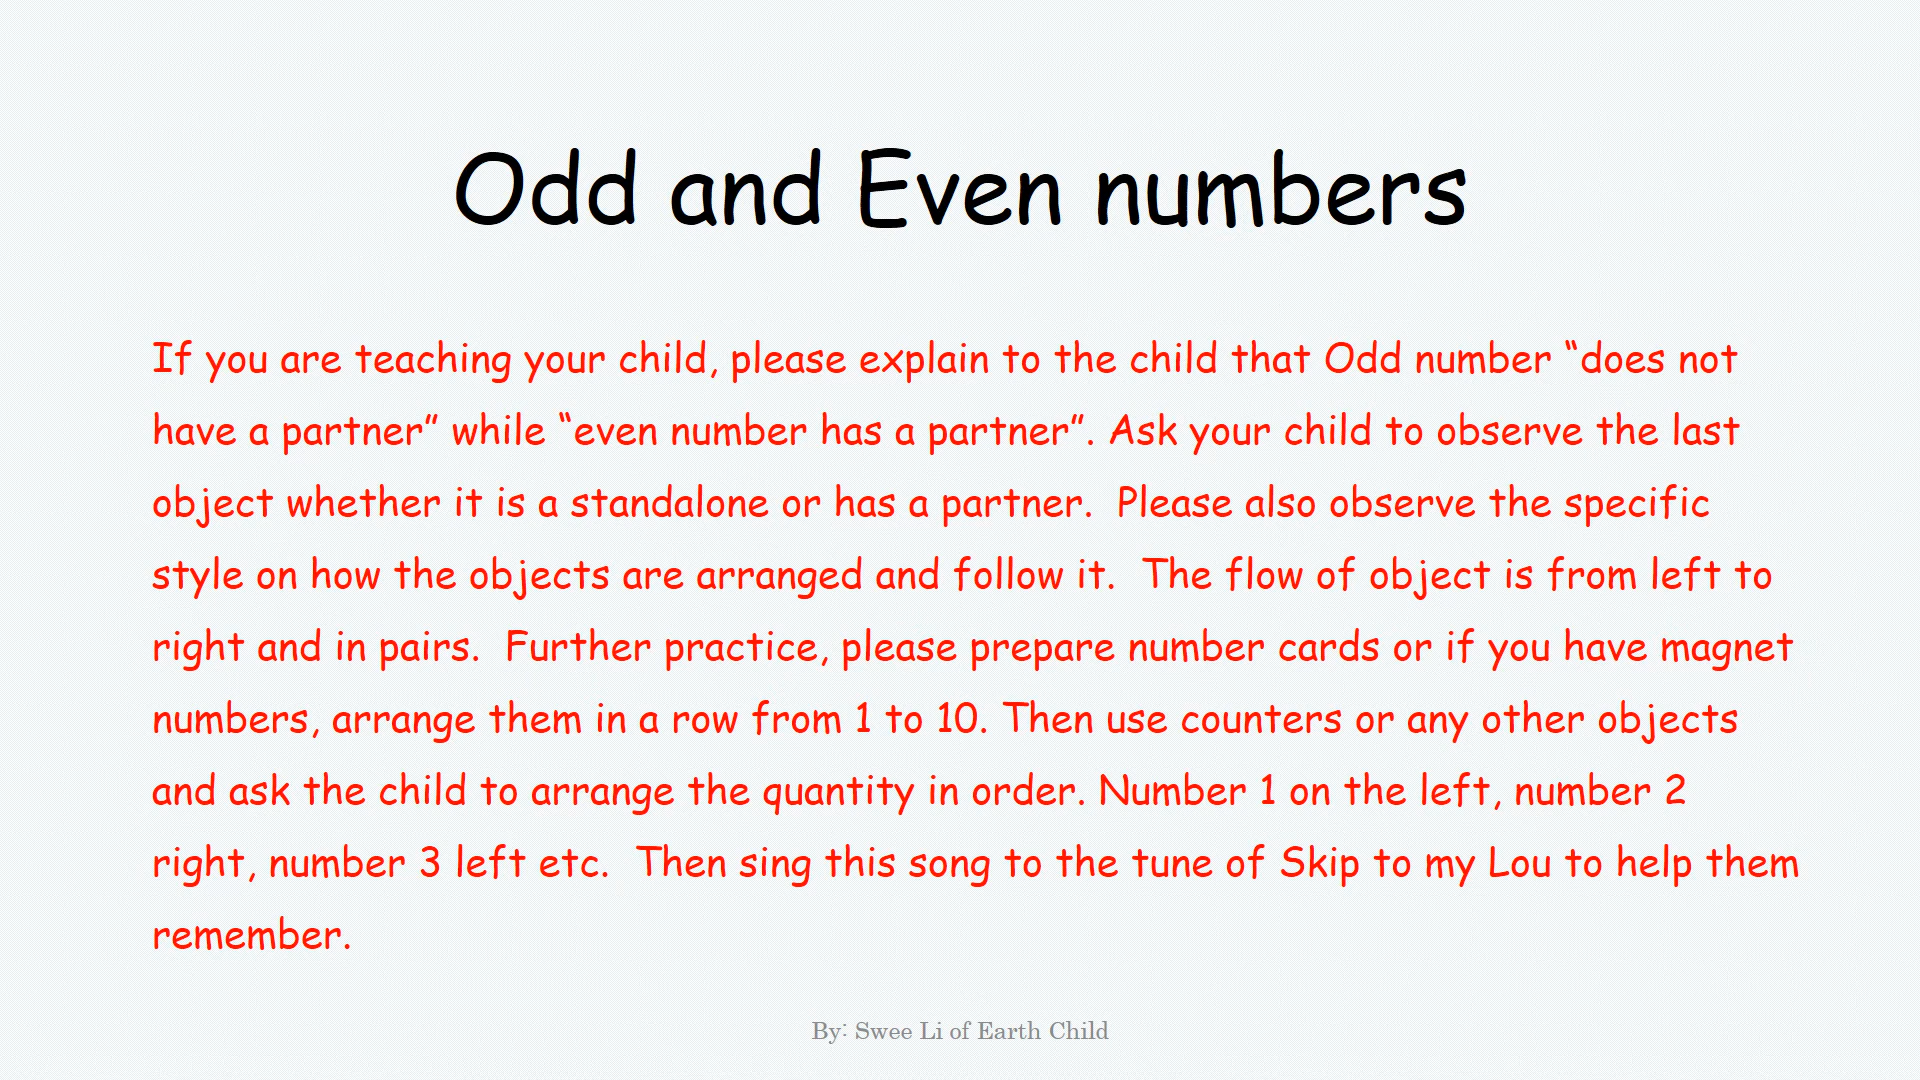 Odd and Even numbers
If you are teaching your child, please explain to the child that Odd number “does not
have a partner” while “even number has a partner”. Ask your child to observe the last
object whether it is a standalone or has a partner.  Please also observe the specific
style on how the objects are arranged and follow it.  The flow of object is from left to
right and in pairs.  Further practice, please prepare number cards or if you have magnet
numbers, arrange them in a row from 1 to 10. Then use counters or any other objects
and ask the child to arrange the quantity in order. Number 1 on the left, number 2
right, number 3 left etc.  Then sing this song to the tune of Skip to my Lou to help them
remember.
By: Swee Li of Earth Child